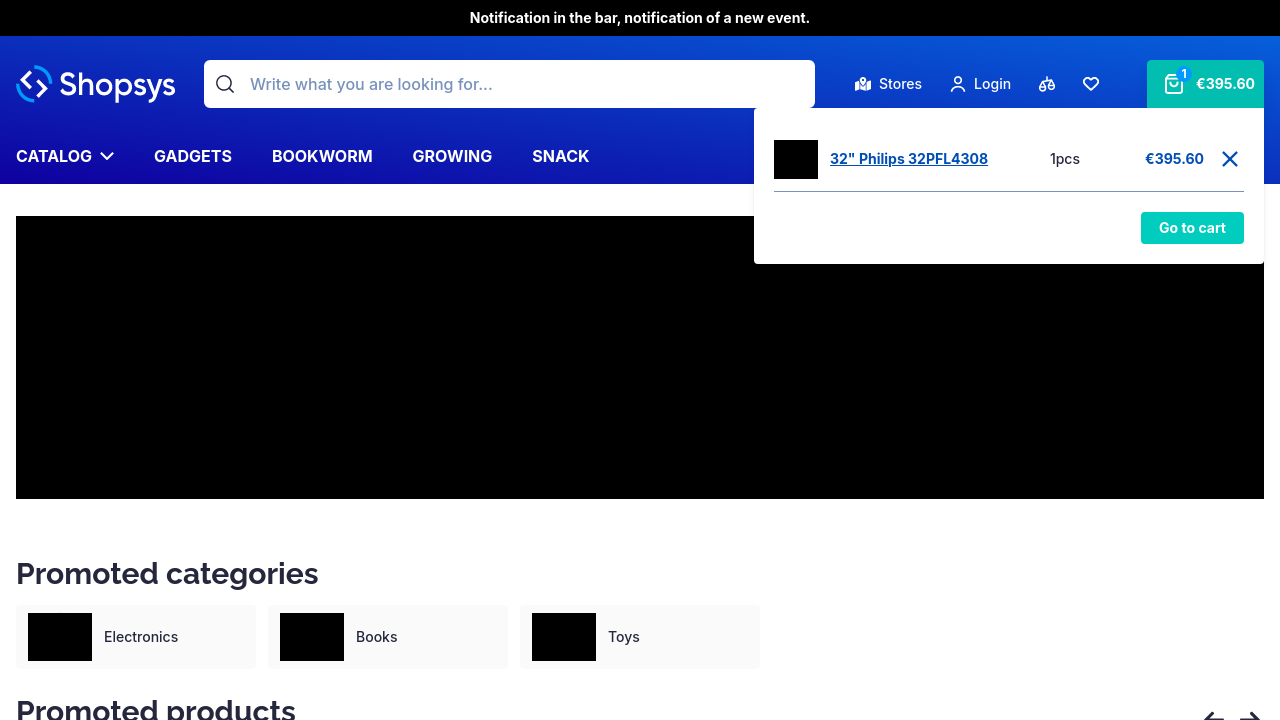 Notification in the bar, notification of a new event.
Shopsys
Write what you are looking for...
Stores
Login
1
€395.60
CATALOG
GADGETS
BOOKWORM
GROWING
SNACK
32" Philips 32PFL4308
1pcs
€395.60
Go to cart
Promoted categories
Electronics
Books
Toys
Promoted products